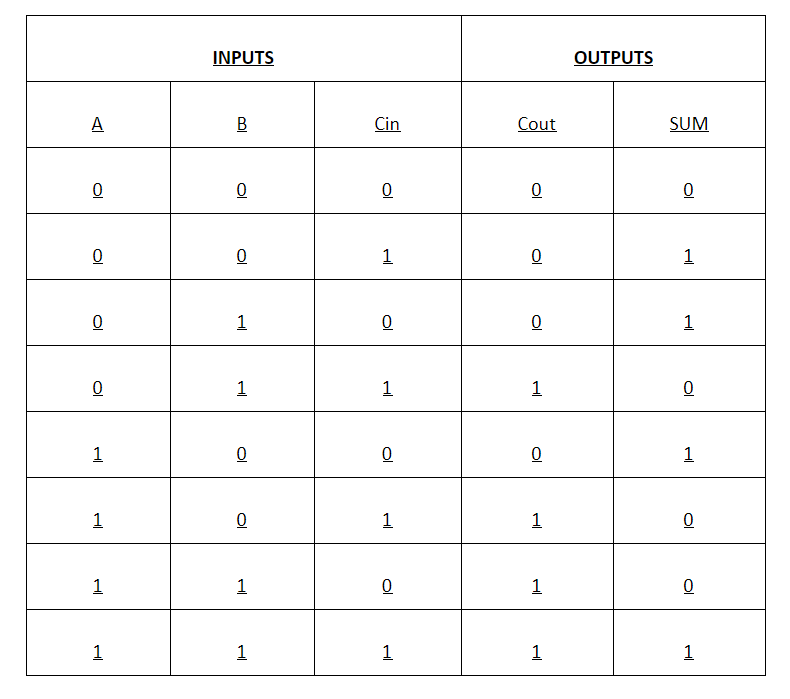 INPUTS OUTPUTS
A B Cin Cout SUM
0 0 0 0 0
0 0 1 0 1
0 1 0 0 1
0 1 1 1 0
1 0 0 0 1
1 0 1 1 0
1 1 0 1 0
1 1 1 1 1